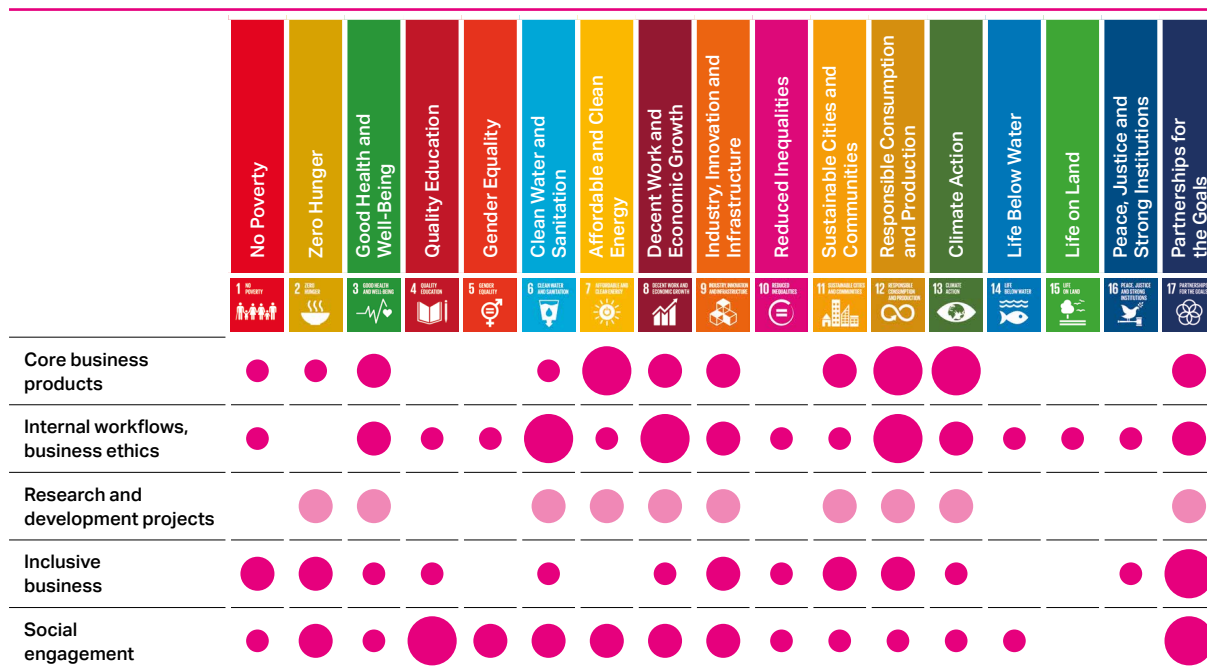 No Poverty
Zero Hunger
Good Health and
Well-Being
Quality Education
Gender Equality
Clean Water and
Sanitation
Affordable and Clean
Energy
Decent Work and
Economic Growth
Industry, Innovation and
Infrastructure
Reduced Inequalities
Sustainable Cities and
Communities
Responsible Consumption
and Production
Climate Action
Life Below Water
Life on Land
Peace, Justice and
Strong Institutions
Partnerships for
the Goals
1 NO
POVERTY
2 ZERO
HUNGER
3 GOOD HEALTH
AND WELL-BEING
4 QUALITY
EDUCATION
5 GENDER
EQUALITY
6 CLEAN WATER
AND SANITATION
7 AFFORDABLE AND
CLEAN ENERGY
8 DECENT WORK AND
ECONOMIC GROWTH
9 INDUSTRY, INNOVATION
AND INFRASTRUCTURE
10 REDUCED
INEQUALITIES
11 SUSTAINABLE CITIES
AND COMMUNITIES
12 RESPONSIBLE
CONSUMPTION
AND PRODUCTION
13 CLIMATE
ACTION
14 LIFE
BELOW WATER
15 LIFE
ON LAND
16 PEACE, JUSTICE
AND STRONG
INSTITUTIONS
17 PARTNERSHIPS
FOR THE GOALS
Core business
products
Internal workflows,
business ethics
Research and
development projects
Inclusive
business
Social
engagement